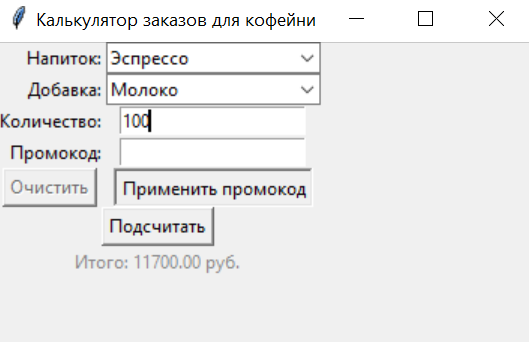 Калькулятор заказов для кофейни
Напиток: Эспрессо
Добавка: Молоко
Количество: 100
Промокод:
Очистить Применить промокод
Подсчитать
Итого: 11700.00 руб.